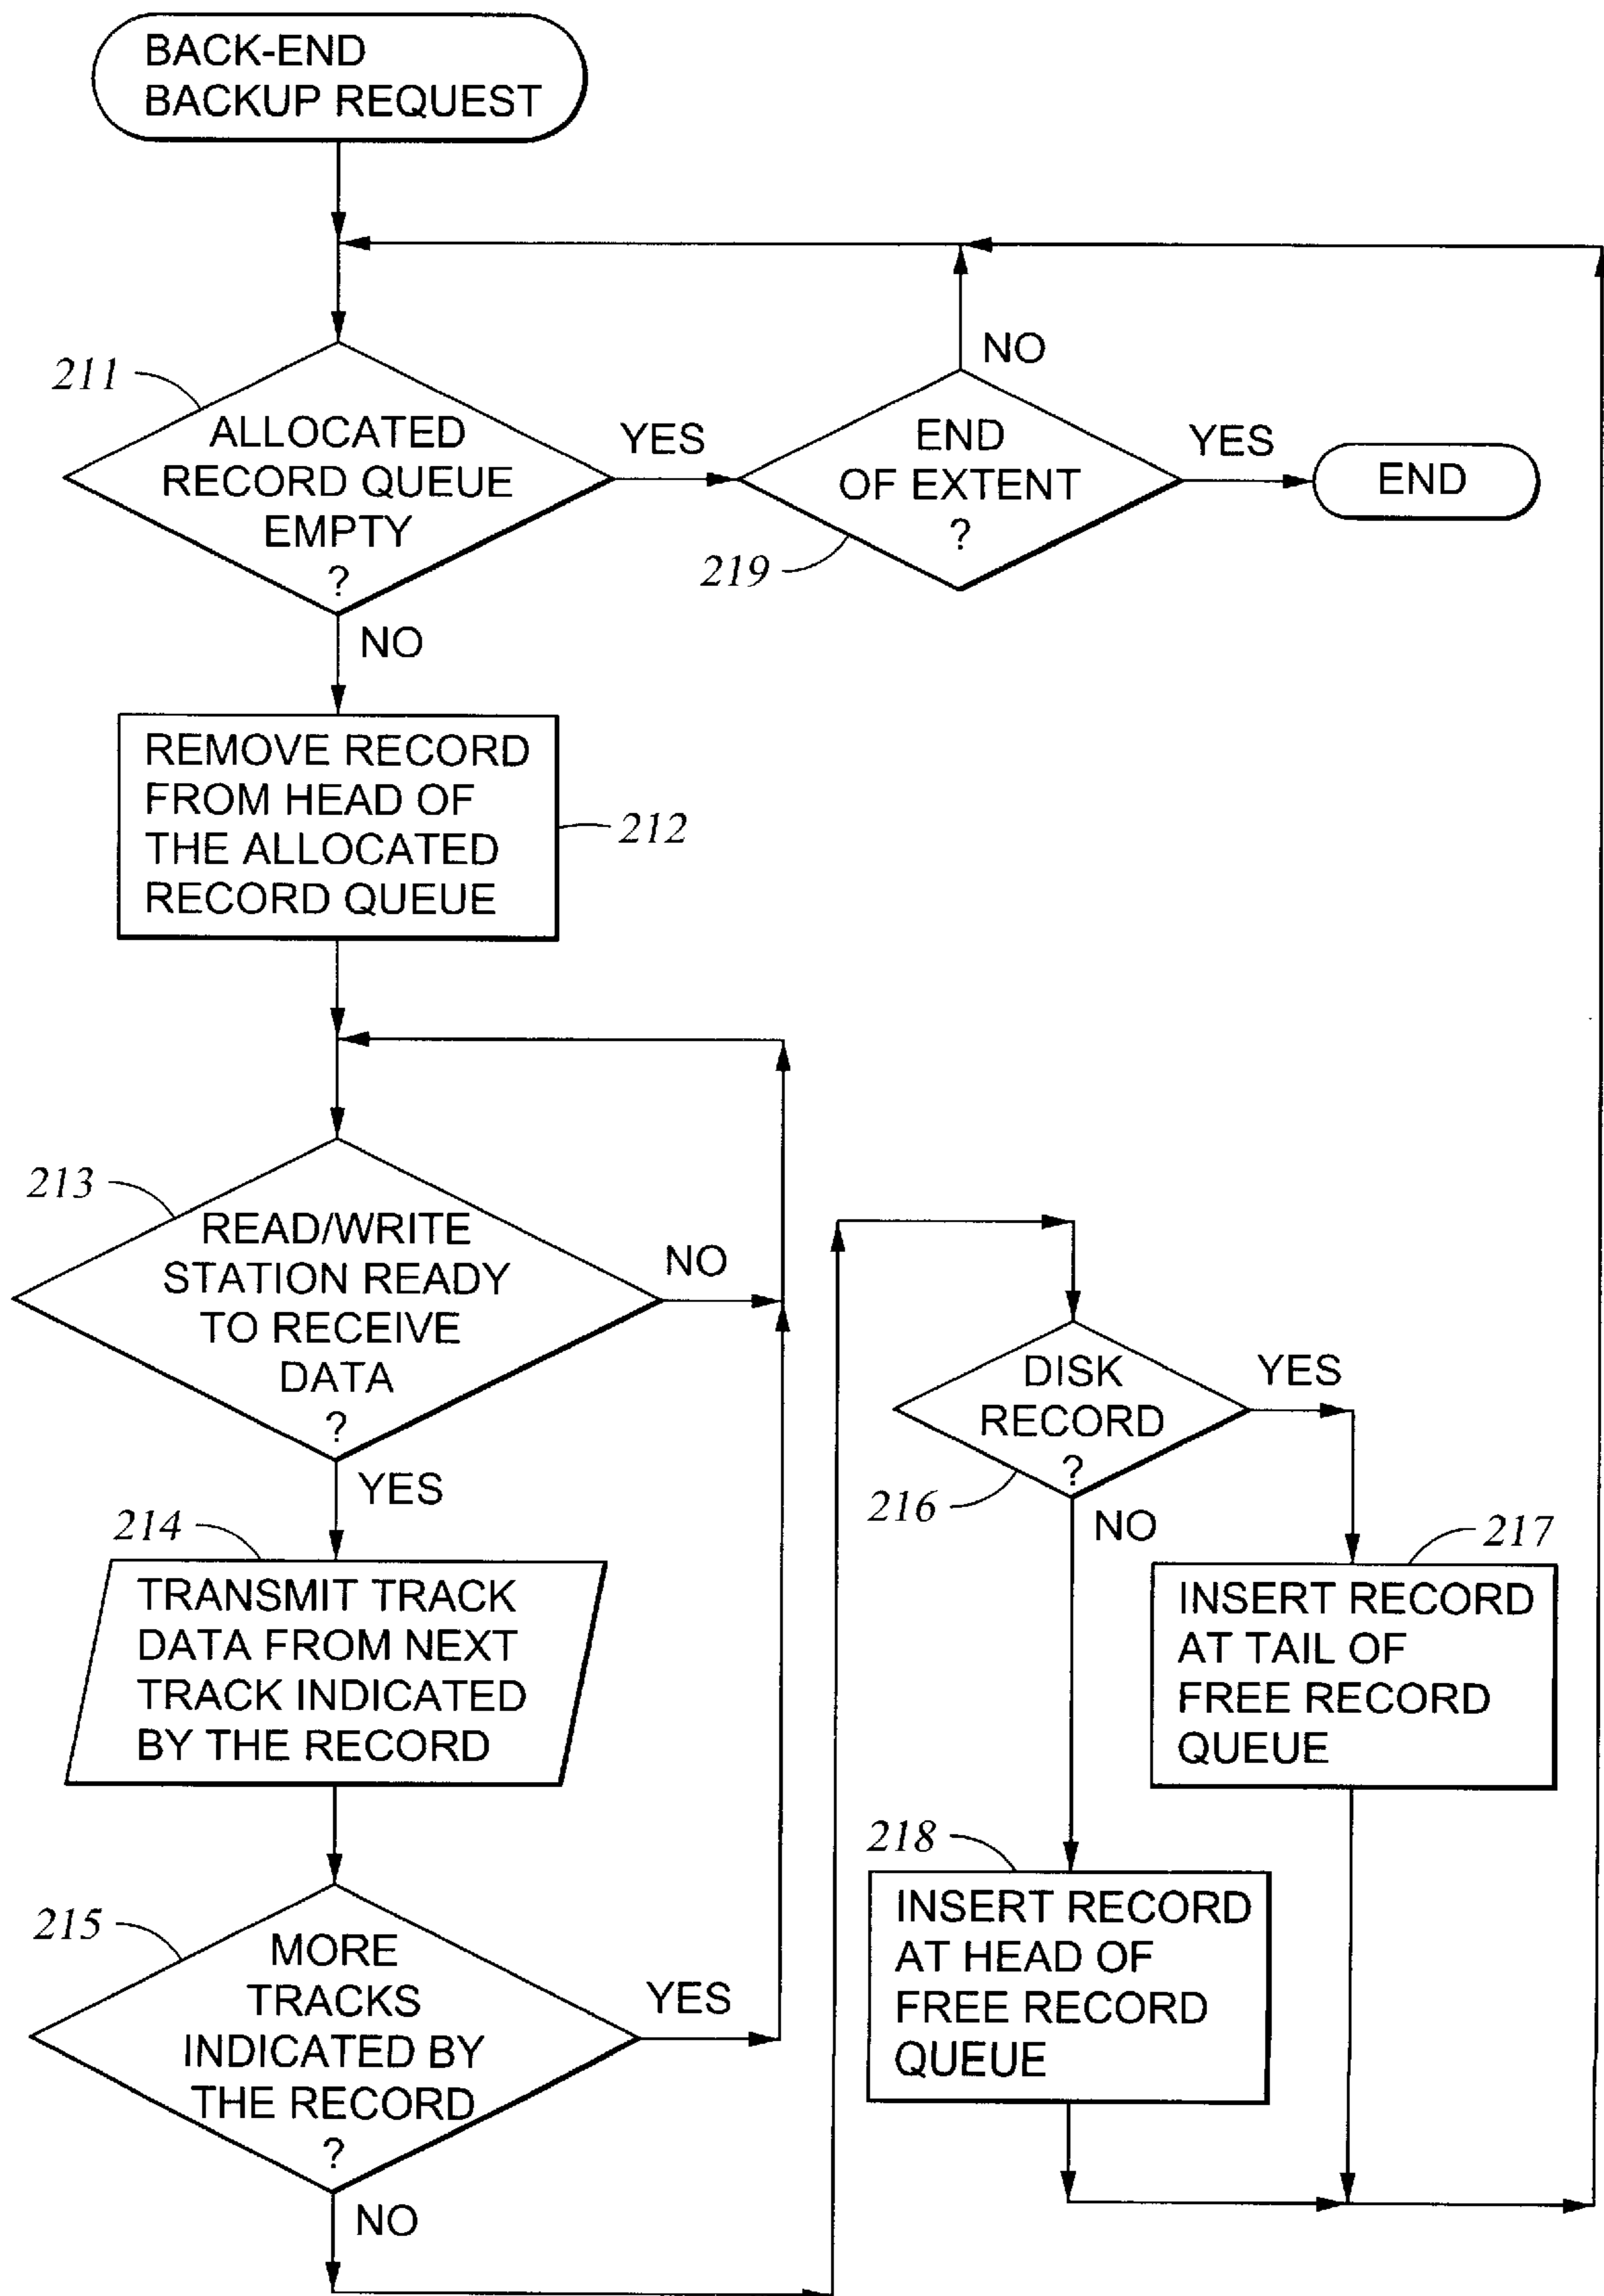 BACK-END
BACKUP REQUEST
211
ALLOCATED
RECORD QUEUE
EMPTY
?
YES
NO
219
END
OF EXTENT
?
NO
YES
END
REMOVE RECORD
FROM HEAD OF
THE ALLOCATED
RECORD QUEUE
212
213
READ/WRITE
STATION READY
TO RECEIVE
DATA
?
NO
YES
214
TRANSMIT TRACK
DATA FROM NEXT
TRACK INDICATED
BY THE RECORD
215
MORE
TRACKS
INDICATED BY
THE RECORD
?
YES
NO
DISK
RECORD
?
216
YES
NO
217
INSERT RECORD
AT TAIL OF
FREE RECORD
QUEUE
218
INSERT RECORD
AT HEAD OF
FREE RECORD
QUEUE